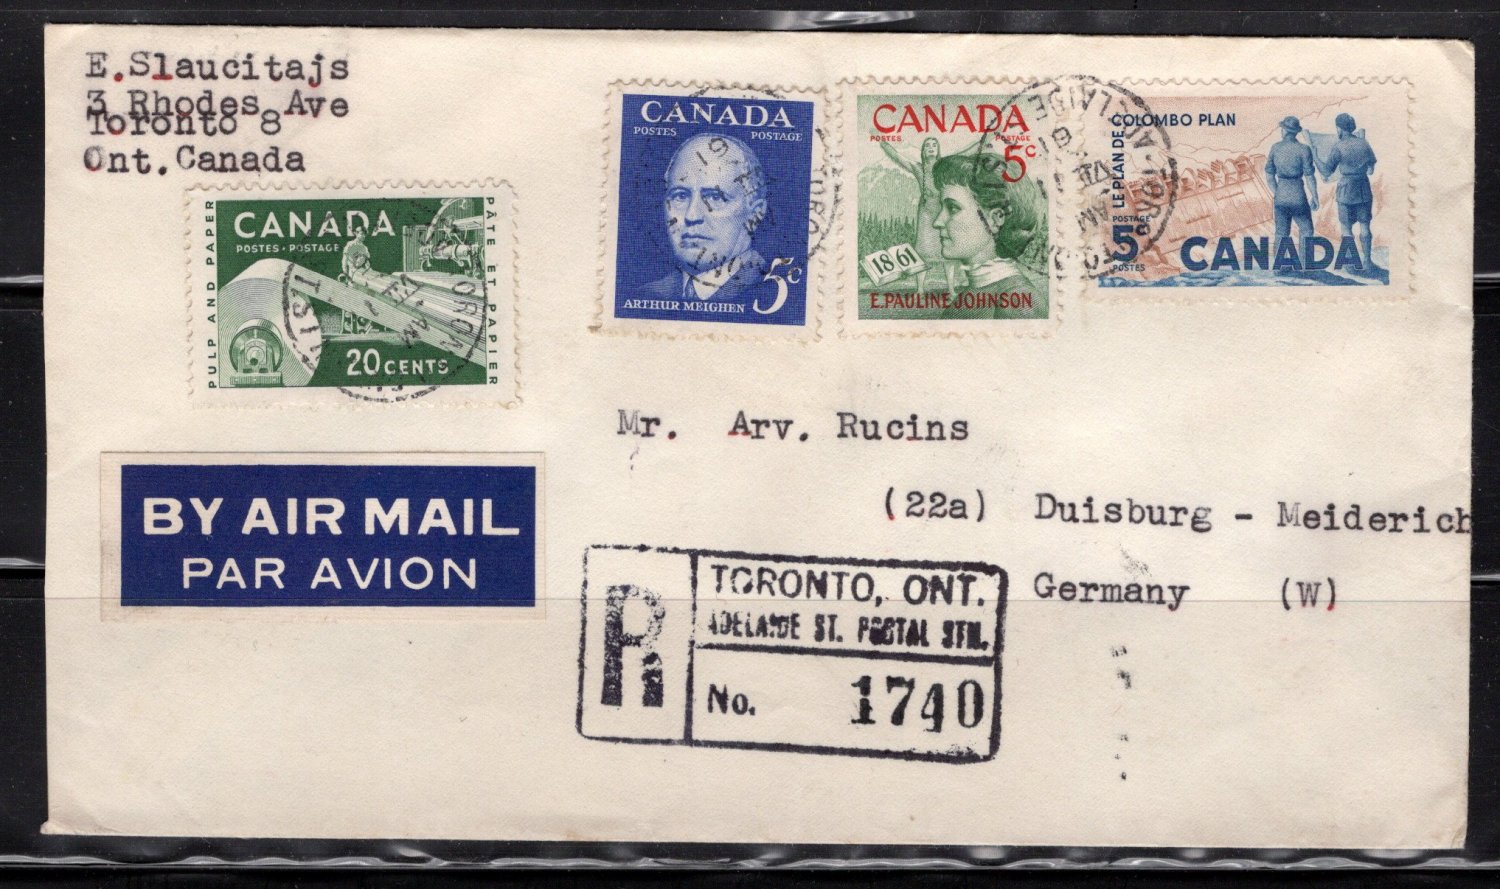 E.Slaucitajs
3 Rhodes Ave
Toronto 8
Ont.Canada
PULP AND PAPER
CANADA
POSTES · POSTAGE
20 CENTS
PÂTE ET PAPIER
CANADA
POSTES POSTAGE
ARTHUR MEIGHEN 5c
CANADA
POSTES POSTAGE
5c
1861
E. PAULINE JOHNSON
LE PLAN DE COLOMBO PLAN
POSTAGE
5
POSTES
CANADA
Mr. Arv. Rucins
(22a) Duisburg - Meiderich
Germany (W)
BY AIR MAIL
PAR AVION
R
TORONTO, ONT.
ADELAIDE ST. POSTAL STN.
No. 1740